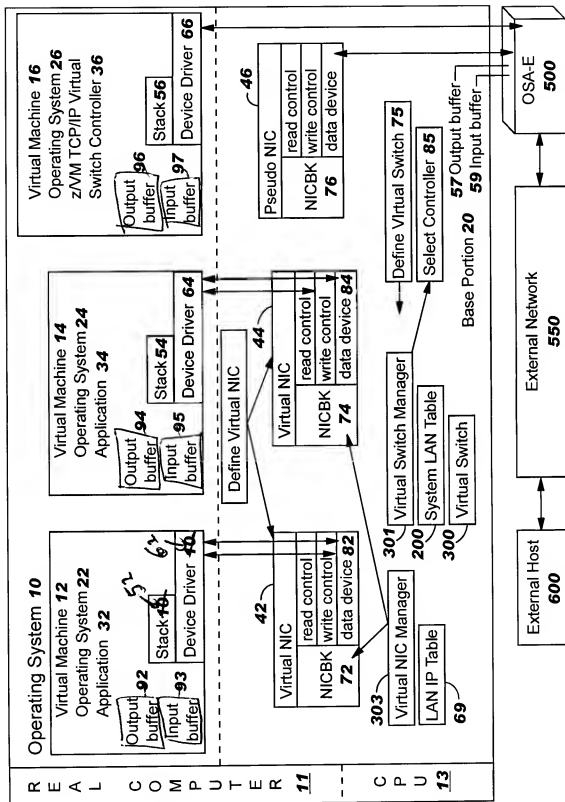 REAL COMPUTER 11
CPU 13
Operating System 10
Virtual Machine 12
Operating System 22
Application 32
Output buffer
92
Input buffer
93
Stack 18
52
Device Driver 40
62
Virtual Machine 14
Operating System 24
Application 34
Output buffer
94
Input buffer
95
Stack 54
Device Driver 64
Virtual Machine 16
Operating System 26
z/VM TCP/IP Virtual
Switch Controller 36
Output buffer
96
Input buffer
97
Stack 56
Device Driver 66
Define Virtual NIC
42
Virtual NIC
read control
write control
data device 82
NICBK
72
44
Virtual NIC
read control
write control
data device 84
NICBK
74
46
Pseudo NIC
read control
write control
data device
NICBK
76
303
Virtual NIC Manager
LAN IP Table
69
301
Virtual Switch Manager
200
System LAN Table
300
Virtual Switch
Define VIrtual Switch 75
Select Controller 85
Base Portion 20
57 Output buffer
59 Input buffer
OSA-E
500
External Network
550
External Host
600